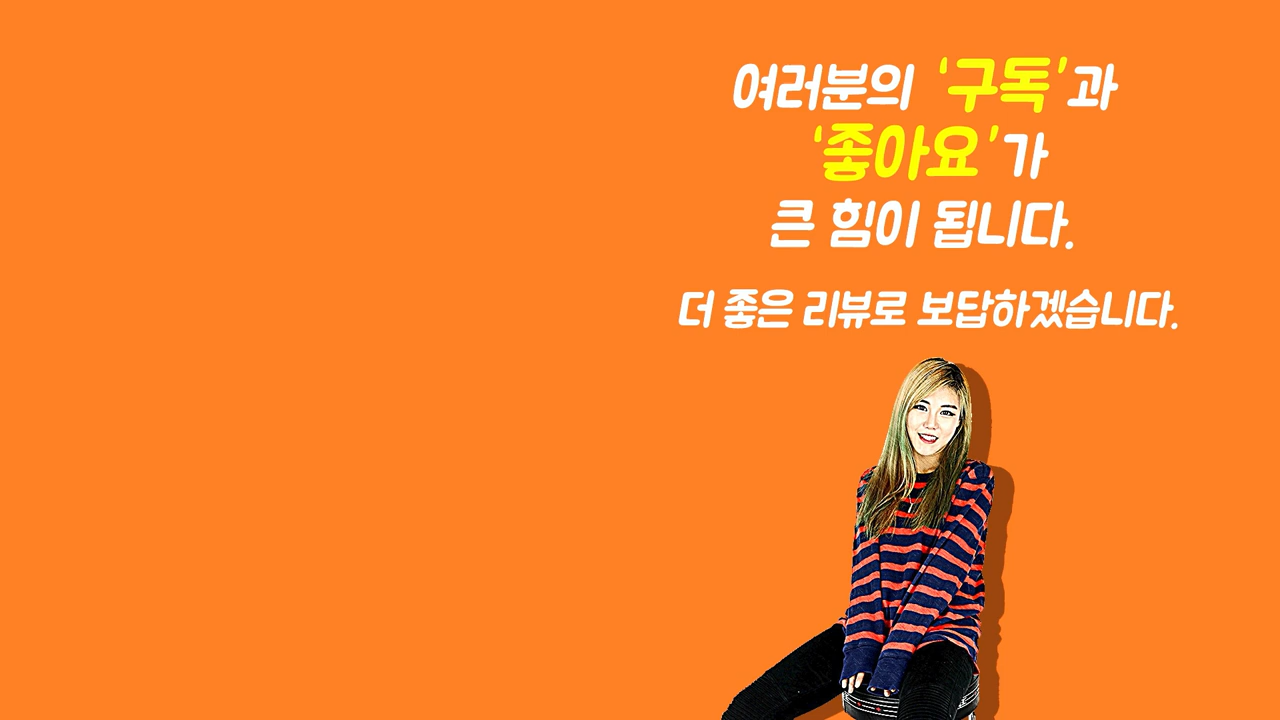 여러분의 ‘구독’과
‘좋아요’가
큰 힘이 됩니다.
더 좋은 리뷰로 보답하겠습니다.